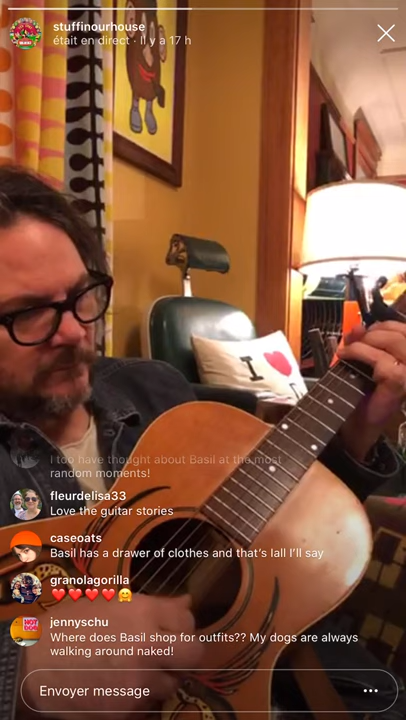 stuffinourhouse
était en direct · Il y a 17 h
I
I too have thought about Basil at the most
random moments!
fleurdelisa33
Love the guitar stories
caseoats
Basil has a drawer of clothes and that's lall I'll say
granolagorilla
❤️❤️❤️❤️🤗
jennyschu
Where does Basil shop for outfits?? My dogs are always
walking around naked!
Envoyer message